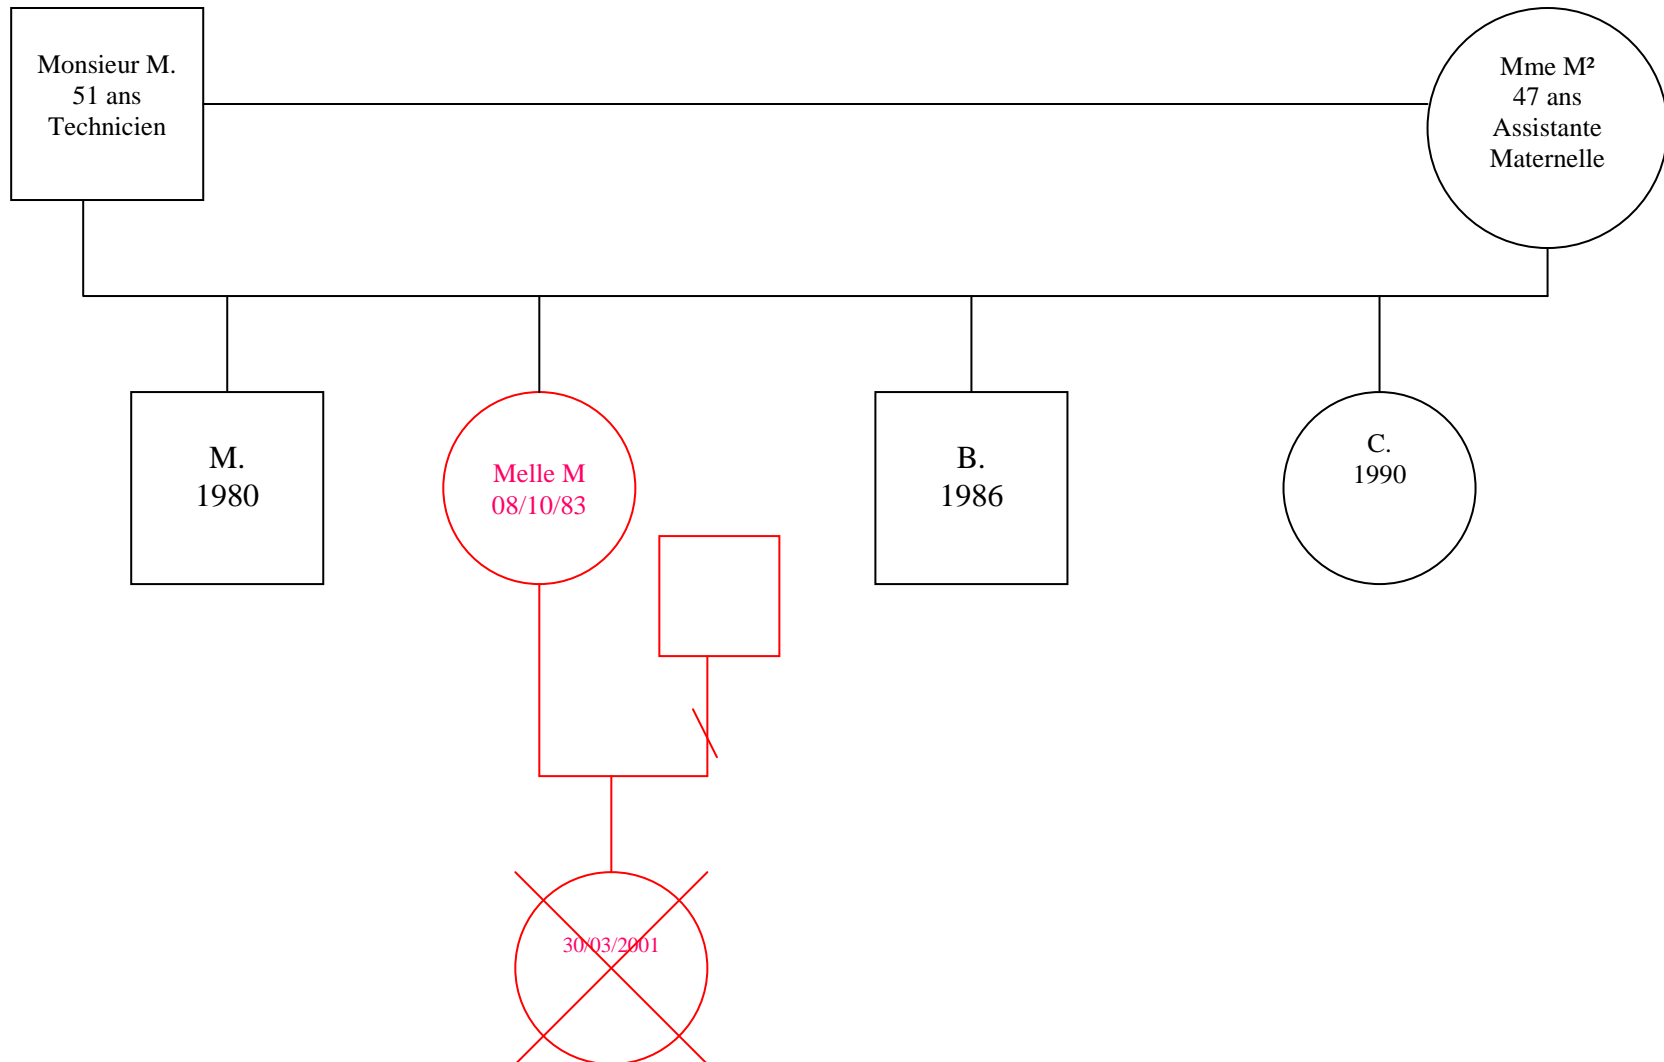 Monsieur M.
51 ans
Technicien
Mme M²
47 ans
Assistante
Maternelle
M.
1980
Melle M
08/10/83
B.
1986
C.
1990
30/03/2001